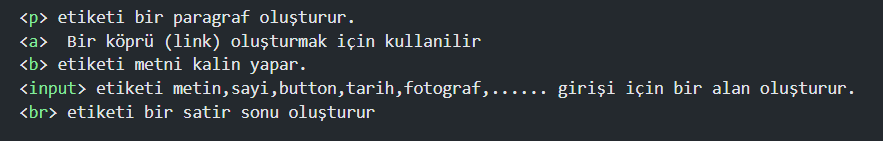 <p> etiketi bir paragraf oluşturur.
<a>  Bir köprü (link) oluşturmak için kullanilir
<b> etiketi metni kalin yapar.
<input> etiketi metin,sayi,button,tarih,fotograf,...... girişi için bir alan oluşturur.
<br> etiketi bir satir sonu oluşturur